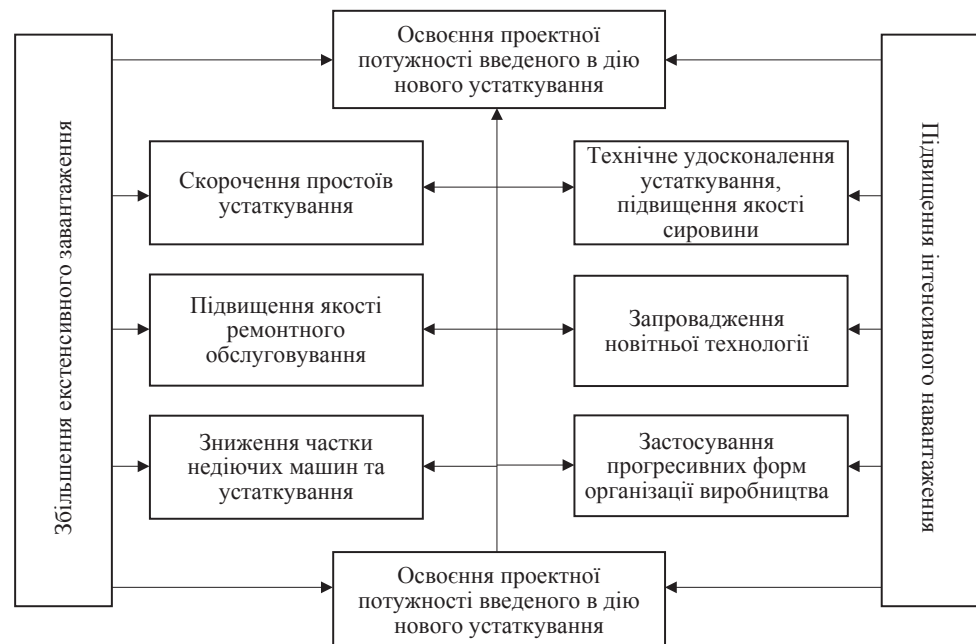 Освоєння проектної
потужності введеного в дію
нового устаткування
Збільшення екстенсивного завантаження
Підвищення інтенсивного навантаження
Скорочення простоїв
устаткування
Технічне удосконалення
устаткування,
підвищення якості
сировини
Підвищення якості
ремонтного
обслуговування
Запровадження
новітньої технології
Зниження частки
недіючих машин та
устаткування
Застосування
прогресивних форм
організації виробництва
Освоєння проектної
потужності введеного в дію
нового устаткування